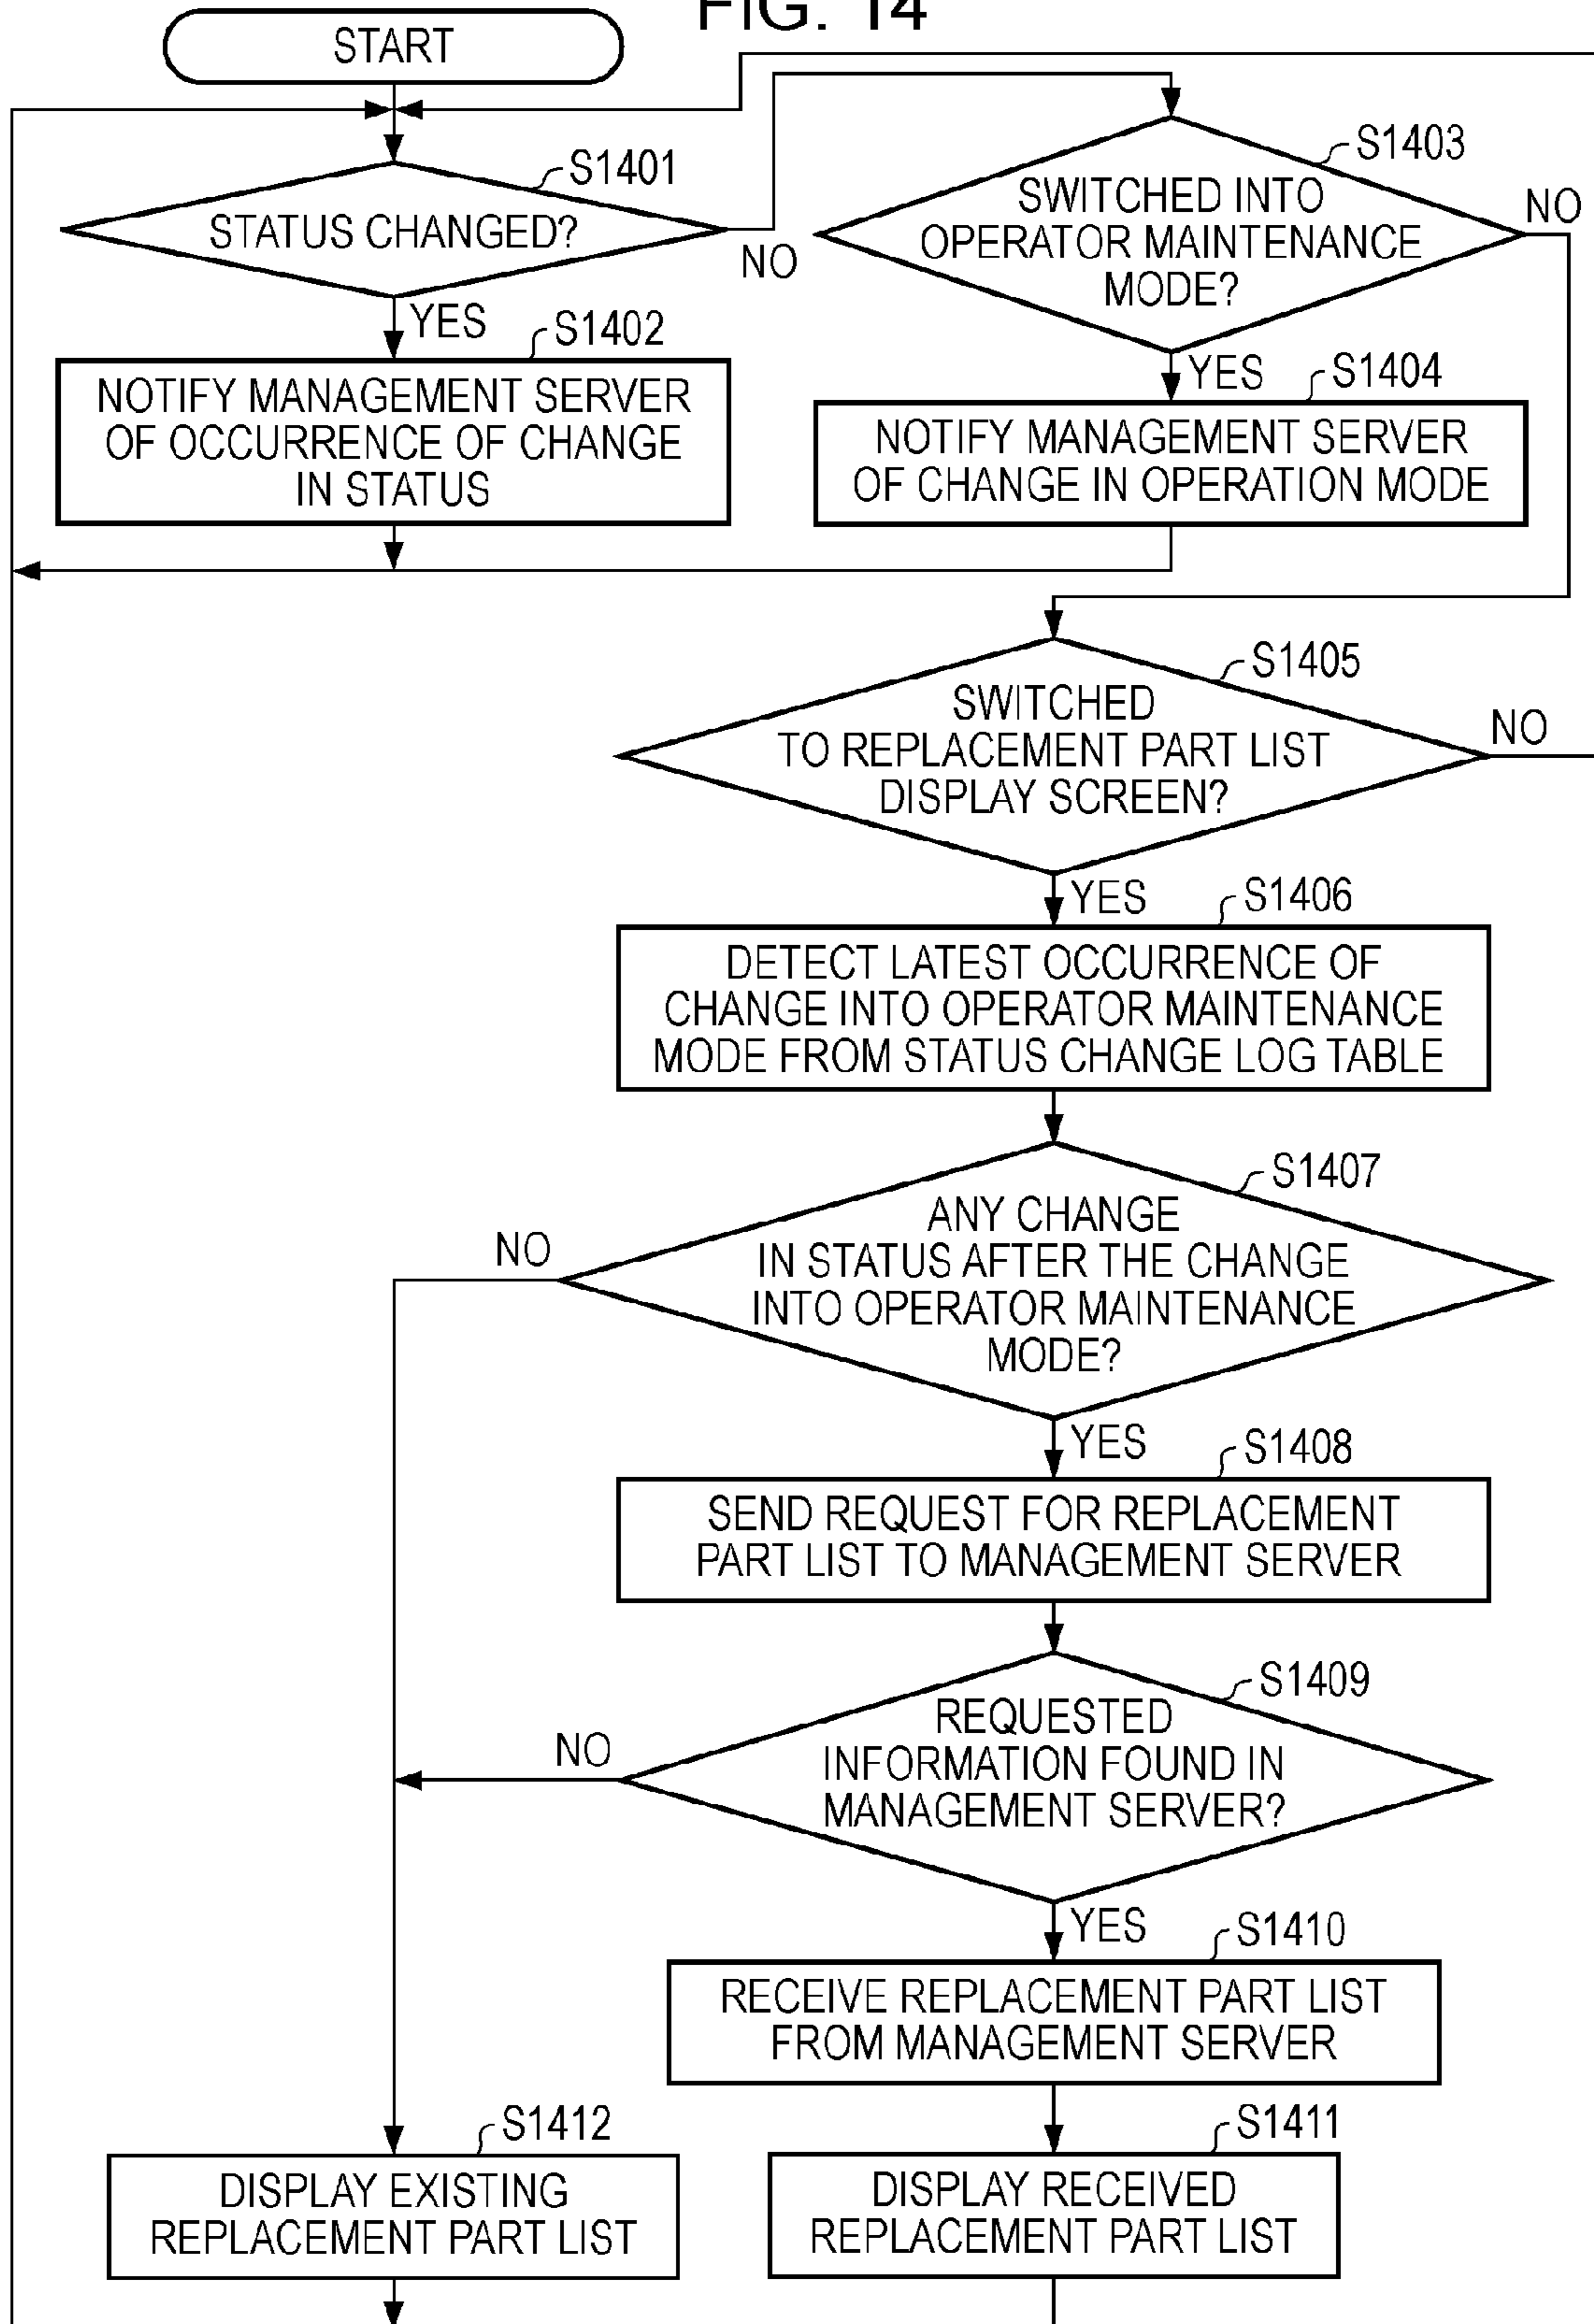 FIG. 14
START
S1401
STATUS CHANGED?
NO
YES
S1402
NOTIFY MANAGEMENT SERVER
OF OCCURRENCE OF CHANGE
IN STATUS
S1403
SWITCHED INTO
OPERATOR MAINTENANCE
MODE?
NO
YES
S1404
NOTIFY MANAGEMENT SERVER
OF CHANGE IN OPERATION MODE
S1405
SWITCHED
TO REPLACEMENT PART LIST
DISPLAY SCREEN?
NO
YES
S1406
DETECT LATEST OCCURRENCE OF
CHANGE INTO OPERATOR MAINTENANCE
MODE FROM STATUS CHANGE LOG TABLE
S1407
ANY CHANGE
IN STATUS AFTER THE CHANGE
INTO OPERATOR MAINTENANCE
MODE?
NO
YES
S1408
SEND REQUEST FOR REPLACEMENT
PART LIST TO MANAGEMENT SERVER
S1409
REQUESTED
INFORMATION FOUND IN
MANAGEMENT SERVER?
NO
YES
S1410
RECEIVE REPLACEMENT PART LIST
FROM MANAGEMENT SERVER
S1412
DISPLAY EXISTING
REPLACEMENT PART LIST
S1411
DISPLAY RECEIVED
REPLACEMENT PART LIST